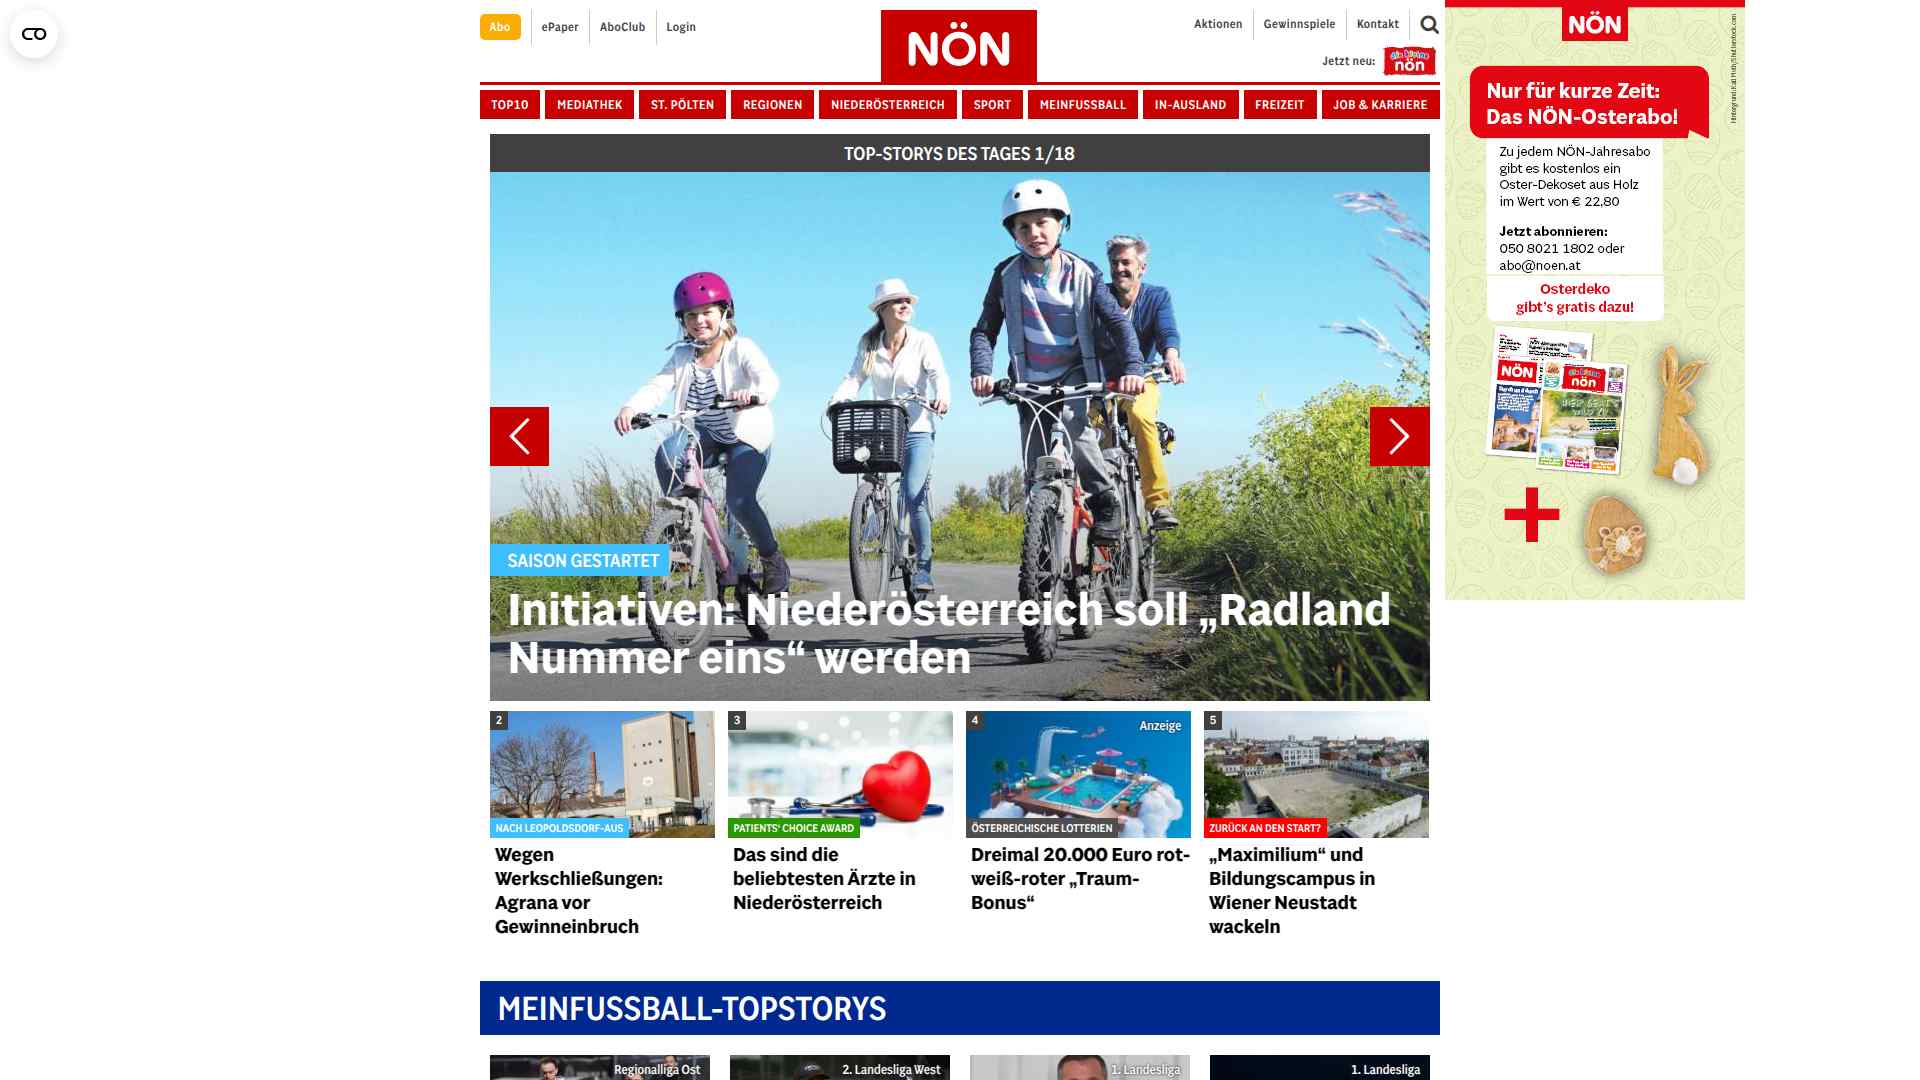 Abo
ePaper
AboClub
Login
NÖN
Aktionen
Gewinnspiele
Kontakt
Jetzt neu:
die kleine
nön
TOP10
MEDIATHEK
ST. PÖLTEN
REGIONEN
NIEDERÖSTERREICH
SPORT
MEINFUSSBALL
IN-AUSLAND
FREIZEIT
JOB & KARRIERE
TOP-STORYS DES TAGES 1/18
SAISON GESTARTET
Initiativen: Niederösterreich soll „Radland
Nummer eins“ werden
2
NACH LEOPOLDSDORF-AUS
Wegen
Werkschließungen:
Agrana vor
Gewinneinbruch
3
PATIENTS' CHOICE AWARD
Das sind die
beliebtesten Ärzte in
Niederösterreich
4
Anzeige
ÖSTERREICHISCHE LOTTERIEN
Dreimal 20.000 Euro rot-
weiß-roter „Traum-
Bonus“
5
ZURÜCK AN DEN START?
„Maximilium“ und
Bildungscampus in
Wiener Neustadt
wackeln
MEINFUSSBALL-TOPSTORYS
Regionalliga Ost
2. Landesliga West
1. Landesliga
1. Landesliga
NÖN
Nur für kurze Zeit:
Das NÖN-Osterabo!
Zu jedem NÖN-Jahresabo
gibt es kostenlos ein
Oster-Dekoset aus Holz
im Wert von € 22,80
Jetzt abonnieren:
050 8021 1802 oder
abo@noen.at
Osterdeko
gibt's gratis dazu!
NÖN
nön